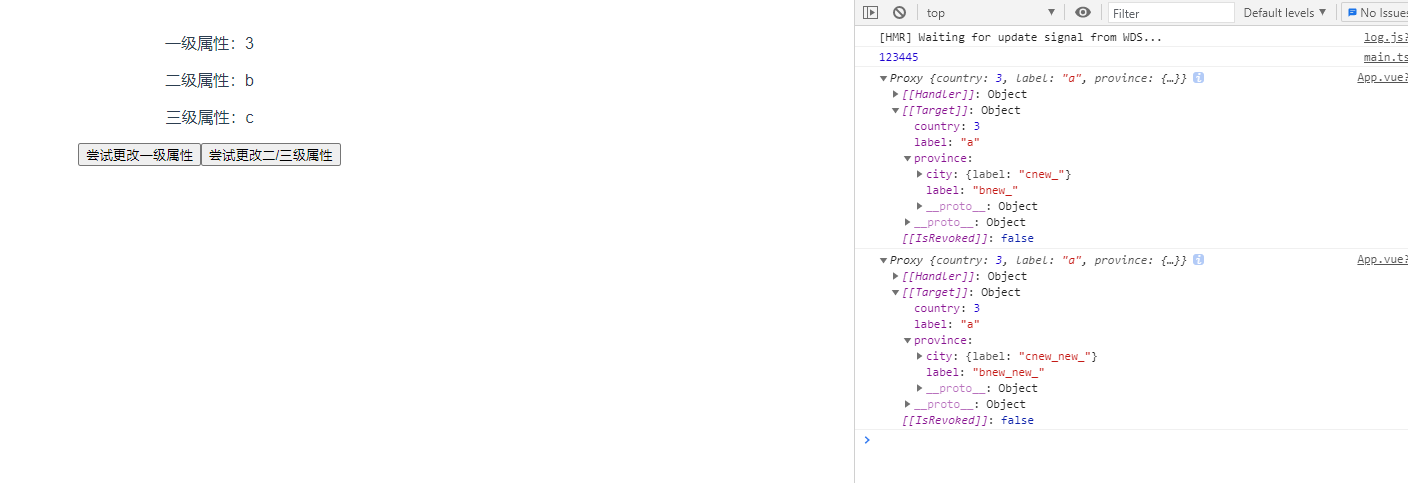 一级属性：3
二级属性：b
三级属性：c
尝试更改一级属性 尝试更改二/三级属性
top Filter Default levels ▼ No Issues
[HMR] Waiting for update signal from WDS... log.js?
123445 main.ts
▼Proxy {country: 3, label: "a", province: {…}} i App.vue?
▶[[Handler]]: Object
▼[[Target]]: Object
country: 3
label: "a"
▼province:
▶city: {label: "cnew_"}
label: "bnew_"
▶__proto__: Object
▶__proto__: Object
[[IsRevoked]]: false
▼Proxy {country: 3, label: "a", province: {…}} i App.vue?
▶[[Handler]]: Object
▼[[Target]]: Object
country: 3
label: "a"
▼province:
▶city: {label: "cnew_new_"}
label: "bnew_new_"
▶__proto__: Object
▶__proto__: Object
[[IsRevoked]]: false